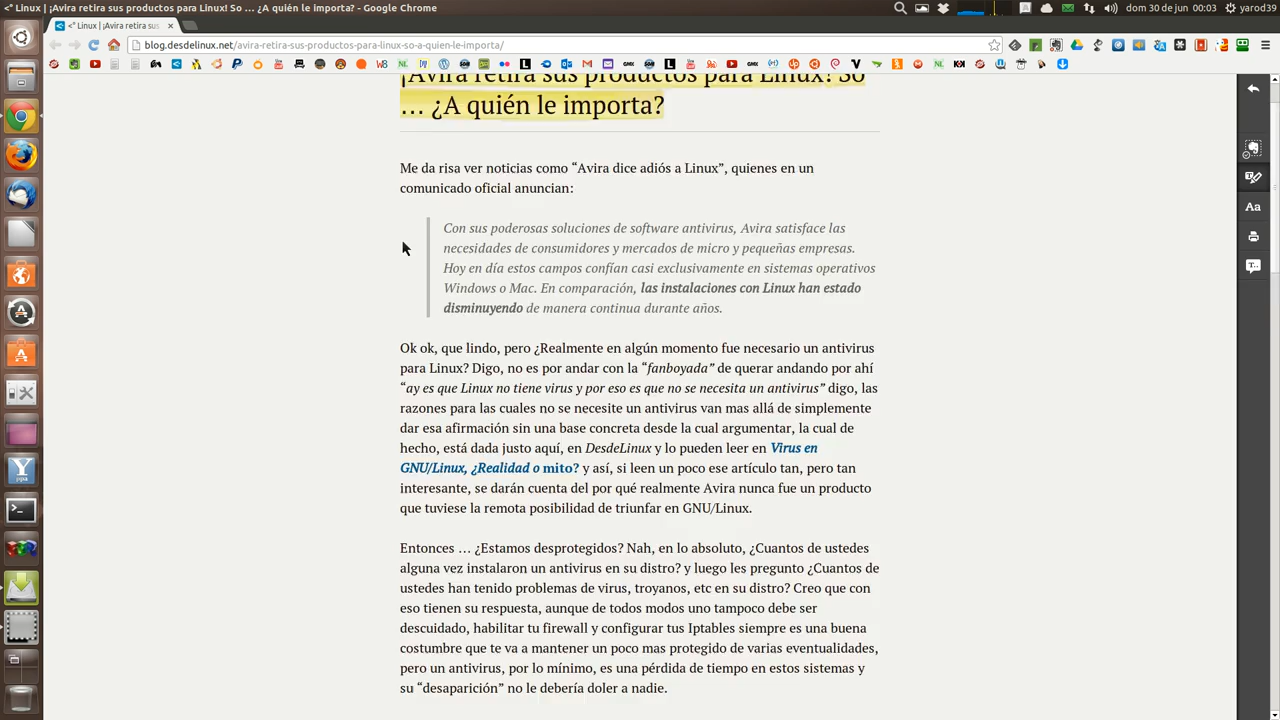 <° Linux | ¡Avira retira sus productos para Linux! So ... ¿A quién le importa? - Google Chrome
dom 30 de jun
00:03
yarod39
<° Linux | ¡Avira retira sus
blog.desdelinux.net/avira-retira-sus-productos-para-linux-so-a-quien-le-importa/
¡Avira retira sus productos para Linux! So
… ¿A quién le importa?
Me da risa ver noticias como “Avira dice adiós a Linux”, quienes en un
comunicado oficial anuncian:
Con sus poderosas soluciones de software antivirus, Avira satisface las
necesidades de consumidores y mercados de micro y pequeñas empresas.
Hoy en día estos campos confían casi exclusivamente en sistemas operativos
Windows o Mac. En comparación, las instalaciones con Linux han estado
disminuyendo de manera continua durante años.
Ok ok, que lindo, pero ¿Realmente en algún momento fue necesario un antivirus
para Linux? Digo, no es por andar con la “fanboyada” de querar andando por ahí
“ay es que Linux no tiene virus y por eso es que no se necesita un antivirus” digo, las
razones para las cuales no se necesite un antivirus van mas allá de simplemente
dar esa afirmación sin una base concreta desde la cual argumentar, la cual de
hecho, está dada justo aquí, en DesdeLinux y lo pueden leer en Virus en
GNU/Linux, ¿Realidad o mito? y así, si leen un poco ese artículo tan, pero tan
interesante, se darán cuenta del por qué realmente Avira nunca fue un producto
que tuviese la remota posibilidad de triunfar en GNU/Linux.
Entonces … ¿Estamos desprotegidos? Nah, en lo absoluto, ¿Cuantos de ustedes
alguna vez instalaron un antivirus en su distro? y luego les pregunto ¿Cuantos de
ustedes han tenido problemas de virus, troyanos, etc en su distro? Creo que con
eso tienen su respuesta, aunque de todos modos uno tampoco debe ser
descuidado, habilitar tu firewall y configurar tus Iptables siempre es una buena
costumbre que te va a mantener un poco mas protegido de varias eventualidades,
pero un antivirus, por lo mínimo, es una pérdida de tiempo en estos sistemas y
su “desaparición” no le debería doler a nadie.
Aa